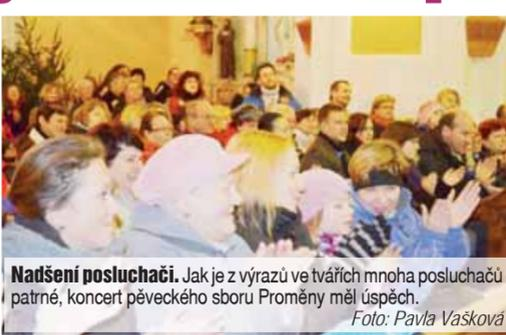 Nadšení posluchači. Jak je z výrazů ve tvářích mnoha posluchačů
patrné, koncert pěveckého sboru Proměny měl úspěch.
Foto: Pavla Vašková